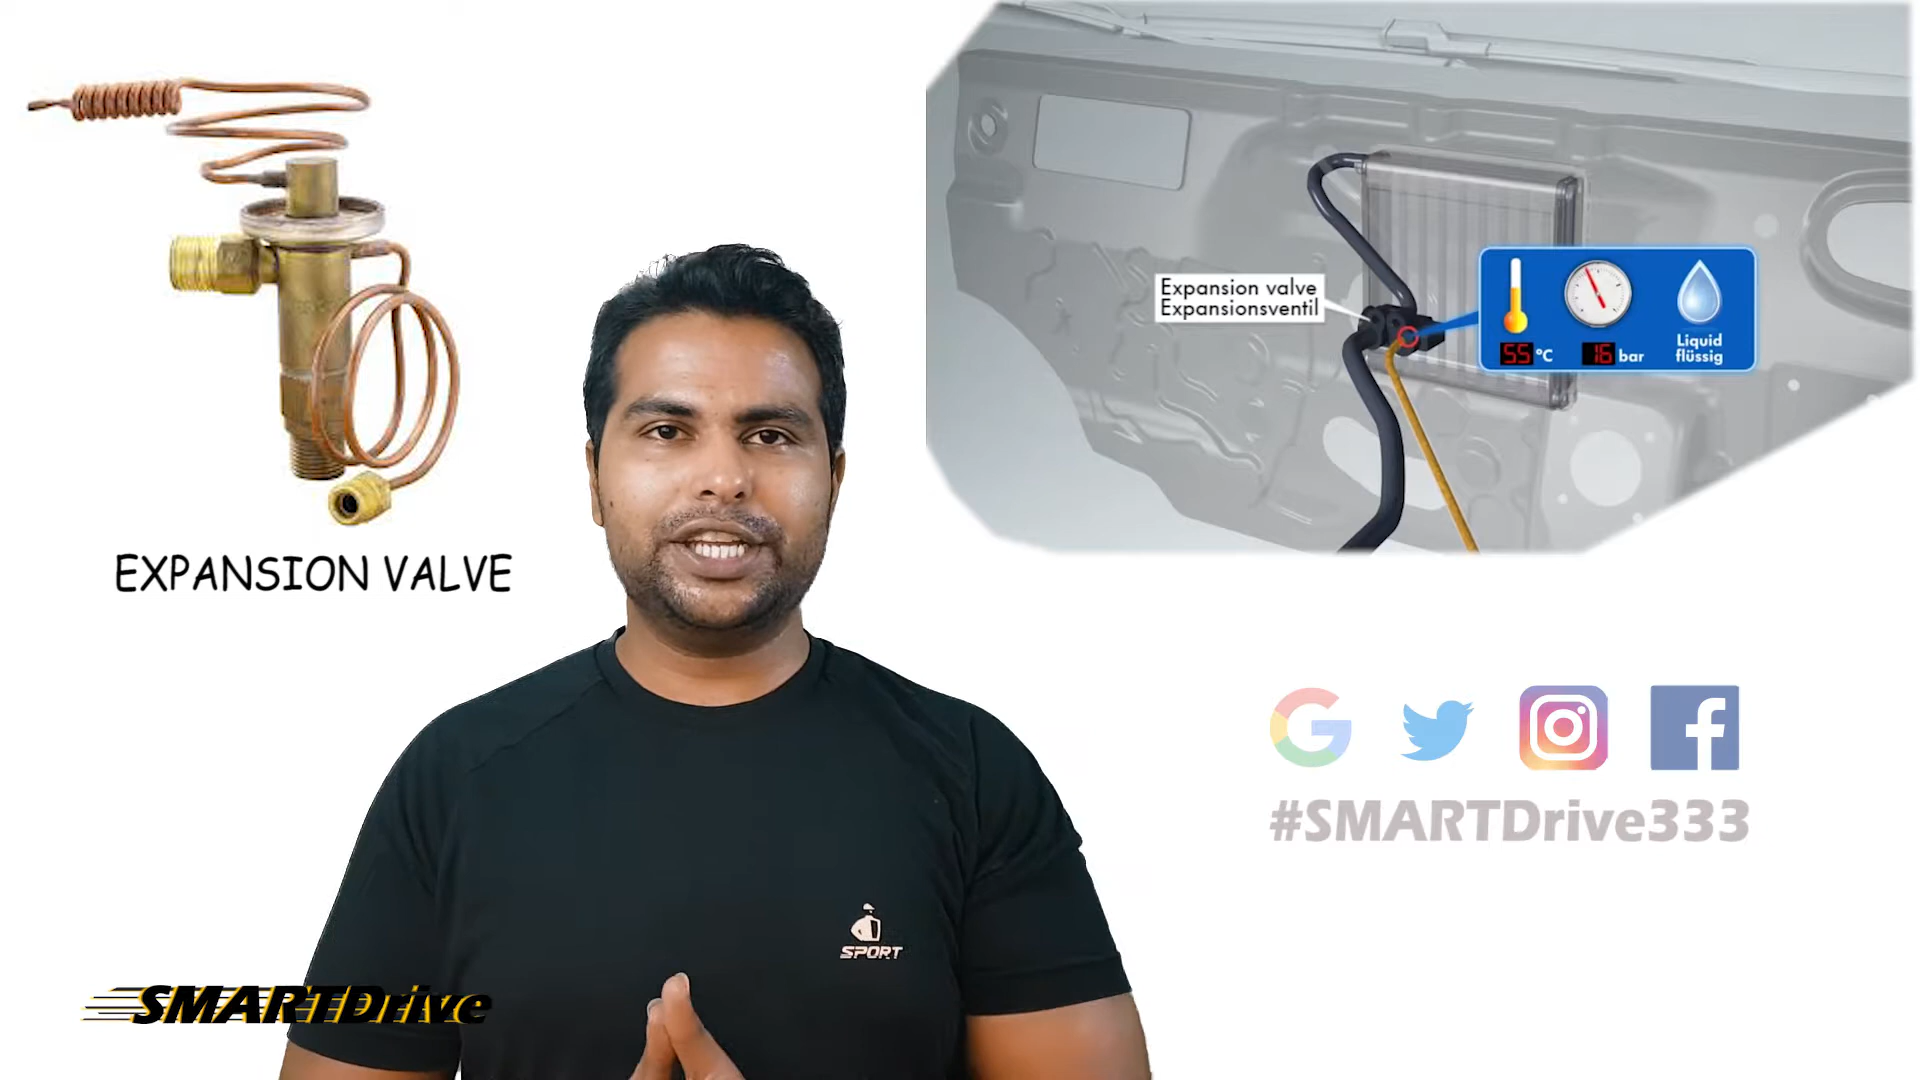 EXPANSION VALVE
Expansion valve
Expansionsventil
55 °C
16 bar
Liquid
flüssig
#SMARTDrive333
SPORT
SMARTDrive